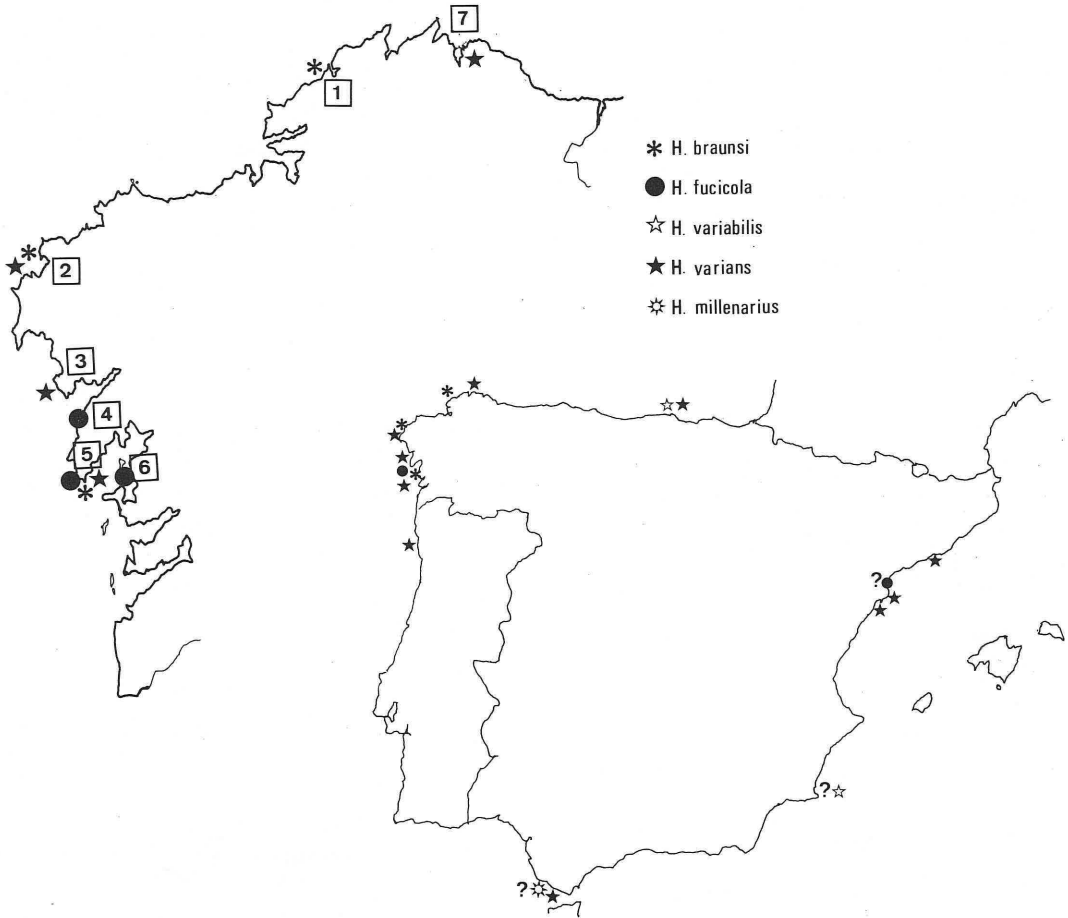 7
1
H. braunsi
H. fucicola
H. variabilis
H. varians
H. millenarius
2
3
4
5
6
?
?
?